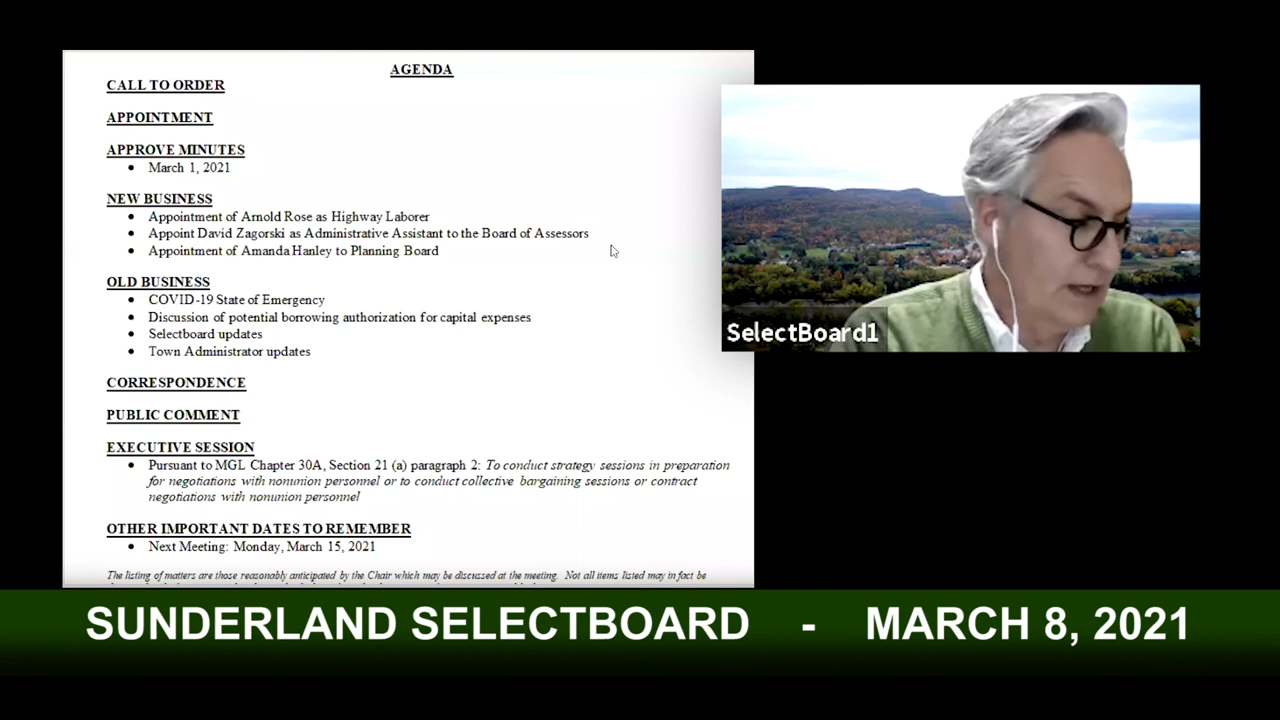 AGENDA
CALL TO ORDER
APPOINTMENT
APPROVE MINUTES
• March 1, 2021
NEW BUSINESS
• Appointment of Arnold Rose as Highway Laborer
• Appoint David Zagorski as Administrative Assistant to the Board of Assessors
• Appointment of Amanda Hanley to Planning Board
OLD BUSINESS
• COVID-19 State of Emergency
• Discussion of potential borrowing authorization for capital expenses
• Selectboard updates
• Town Administrator updates
CORRESPONDENCE
PUBLIC COMMENT
EXECUTIVE SESSION
• Pursuant to MGL Chapter 30A, Section 21 (a) paragraph 2: To conduct strategy sessions in preparation
for negotiations with nonunion personnel or to conduct collective bargaining sessions or contract
negotiations with nonunion personnel
OTHER IMPORTANT DATES TO REMEMBER
• Next Meeting: Monday, March 15, 2021
The listing of matters are those reasonably anticipated by the Chair which may be discussed at the meeting. Not all items listed may in fact be
SelectBoard1
SUNDERLAND SELECTBOARD - MARCH 8, 2021